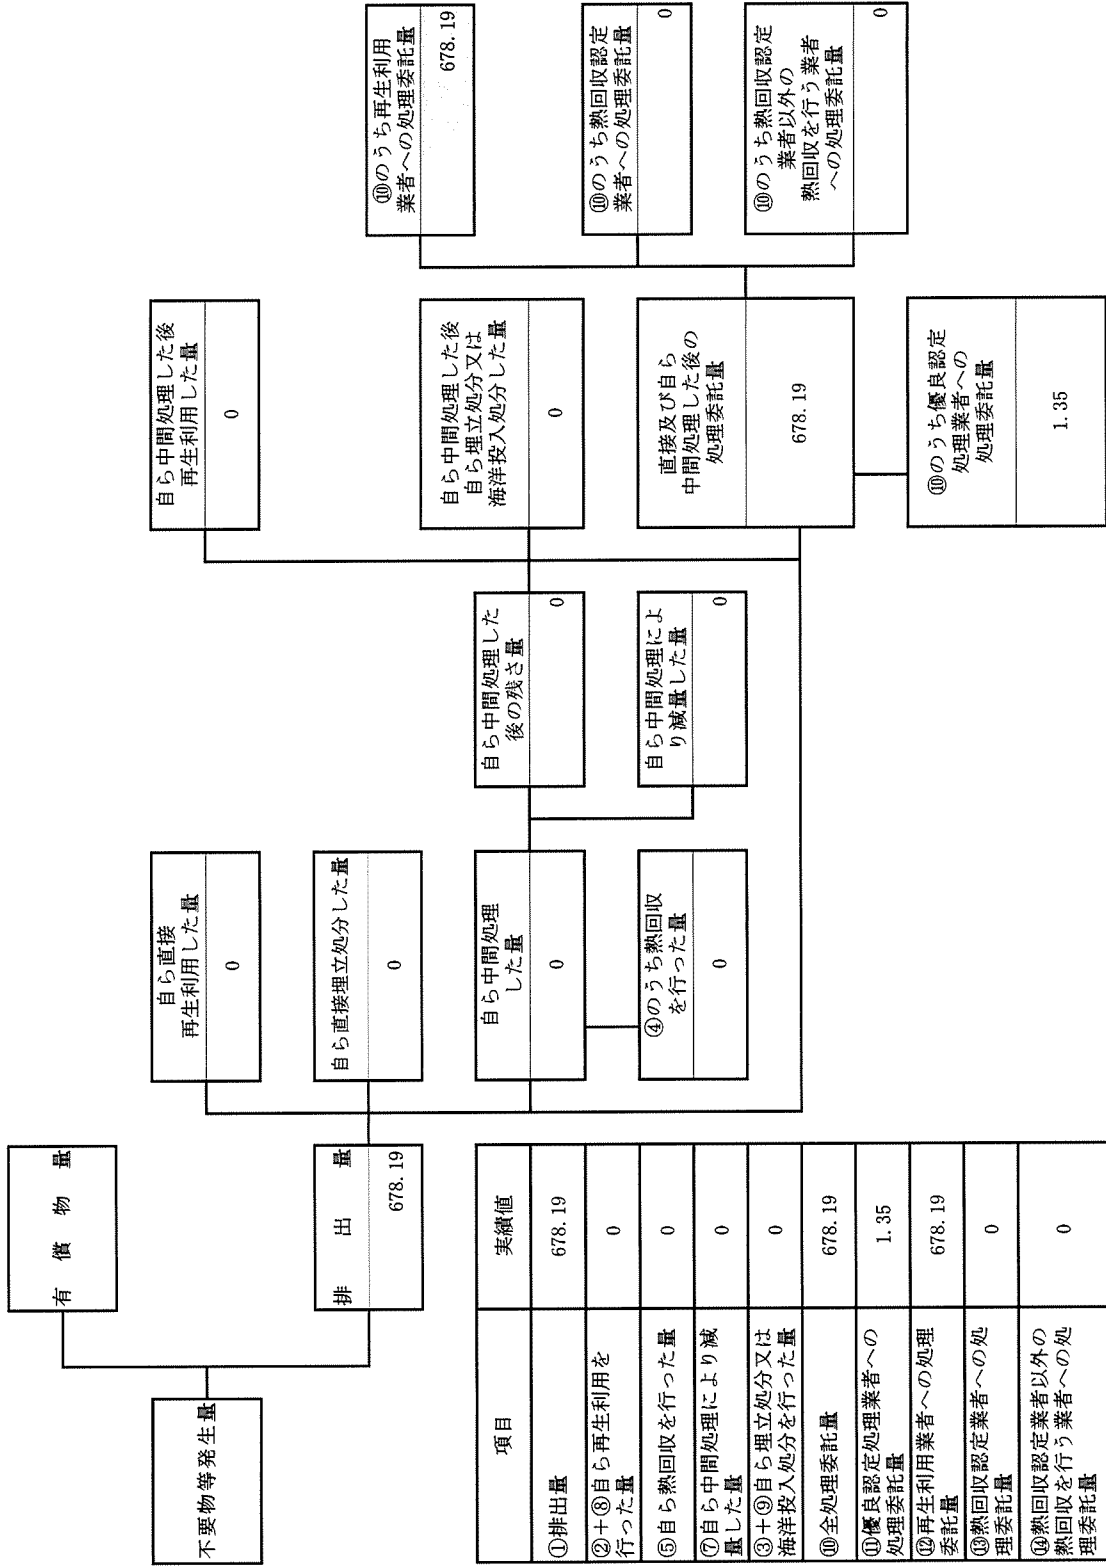 不要物等発生量
有償物量
排出量
678.19
自ら直接
再生利用した量
0
自ら直接埋立処分した量
0
自ら中間処理
した量
0
④のうち熱回収
を行った量
0
自ら中間処理した
後の残さ量
0
自ら中間処理によ
り減量した量
0
自ら中間処理した後
再生利用した量
0
自ら中間処理した後
自ら埋立処分又は
海洋投入処分した量
0
直接及び自ら
中間処理した後の
処理委託量
678.19
⑩のうち優良認定
処理業者への
処理委託量
1.35
⑩のうち再生利用
業者への処理委託量
678.19
⑩のうち熱回収認定
業者への処理委託量
0
⑩のうち熱回収認定
業者以外の
熱回収を行う業者
への処理委託量
0
項目 実績値
①排出量 678.19
②+⑧自ら再生利用を
行った量 0
⑤自ら熱回収を行った量 0
⑦自ら中間処理により減
量した量 0
③+⑨自ら埋立処分又は
海洋投入処分を行った量 0
⑩全処理委託量 678.19
⑪優良認定処理業者への
処理委託量 1.35
⑫再生利用業者への処理
委託量 678.19
⑬熱回収認定業者への処
理委託量 0
⑭熱回収認定業者以外の
熱回収を行う業者への処
理委託量 0